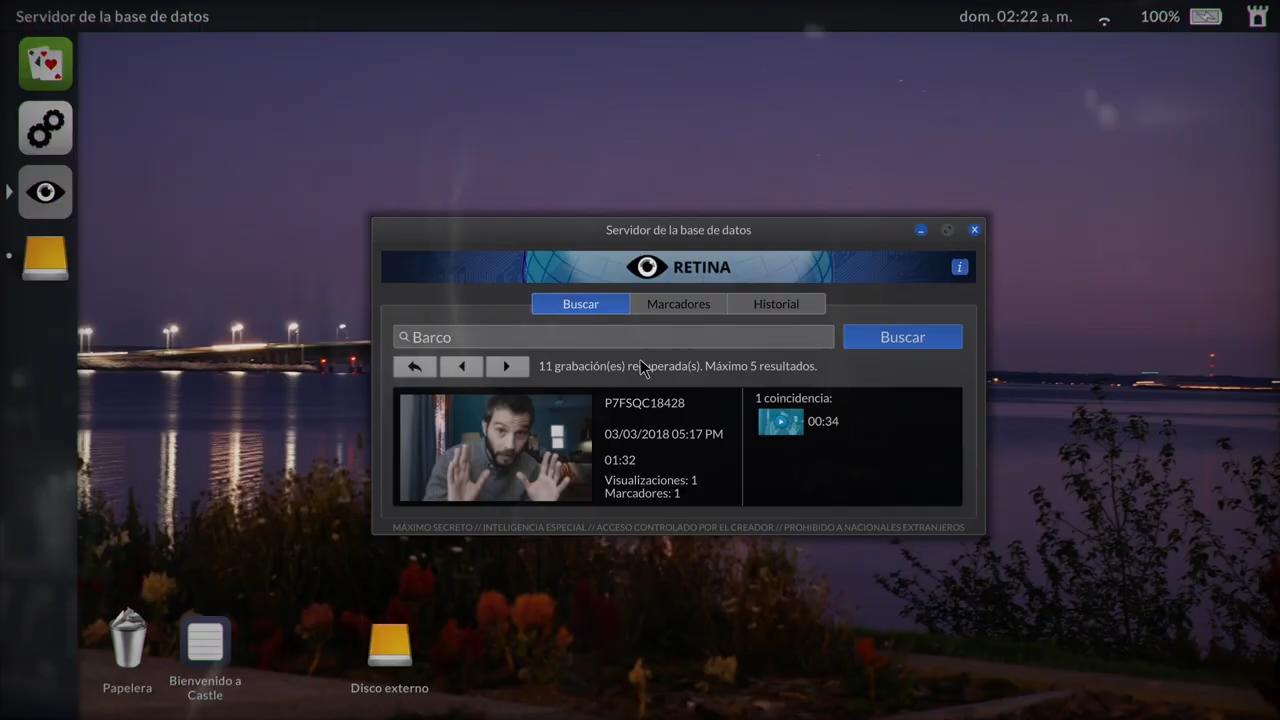 Servidor de la base de datos
dom. 02:22 a. m.
100%
Servidor de la base de datos
RETINA
i
Buscar
Marcadores
Historial
Barco
Buscar
11 grabación(es) re peradа(s). Máximo 5 resultados.
P7FSQC18428
03/03/2018 05:17 PM
01:32
Visualizaciones: 1
Marcadores: 1
1 coincidencia:
00:34
MÁXIMO SECRETO // INTELIGENCIA ESPECIAL // ACCESO CONTROLADO POR EL CREADOR // PROHIBIDO A NACIONALES EXTRANJEROS
Papelera
Bienvenido a
Castle
Disco externo